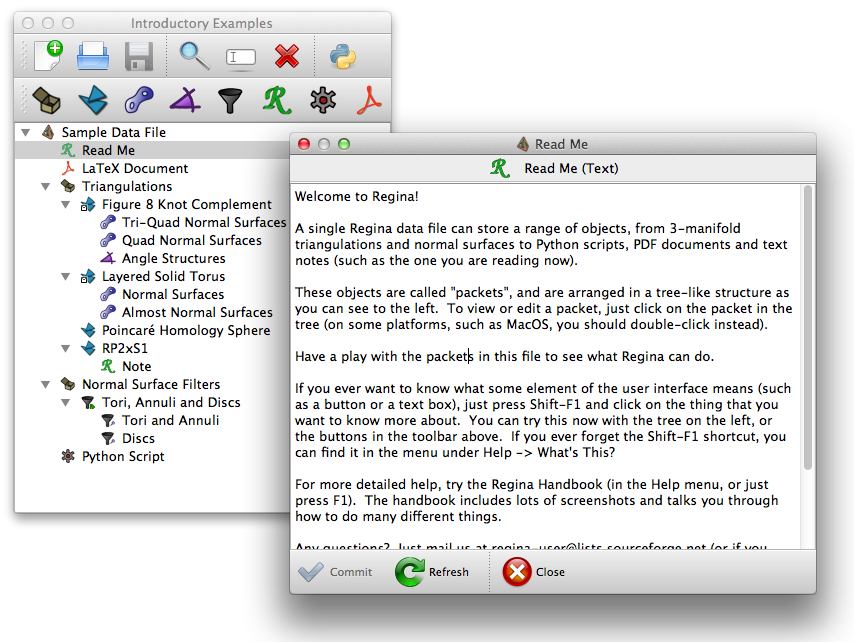 Introductory Examples
Sample Data File
Read Me
LaTeX Document
Triangulations
Figure 8 Knot Complement
Tri-Quad Normal Surfaces
Quad Normal Surfaces
Angle Structures
Layered Solid Torus
Normal Surfaces
Almost Normal Surfaces
Poincaré Homology Sphere
RP2xS1
Note
Normal Surface Filters
Tori, Annuli and Discs
Tori and Annuli
Discs
Python Script
Read Me
Read Me (Text)
Welcome to Regina!
A single Regina data file can store a range of objects, from 3-manifold
triangulations and normal surfaces to Python scripts, PDF documents and text
notes (such as the one you are reading now).
These objects are called "packets", and are arranged in a tree-like structure as
you can see to the left.  To view or edit a packet, just click on the packet in the
tree (on some platforms, such as MacOS, you should double-click instead).
Have a play with the packets in this file to see what Regina can do.
If you ever want to know what some element of the user interface means (such
as a button or a text box), just press Shift-F1 and click on the thing that you
want to know more about.  You can try this now with the tree on the left, or
the buttons in the toolbar above.  If you ever forget the Shift-F1 shortcut, you
can find it in the menu under Help -> What's This?
For more detailed help, try the Regina Handbook (in the Help menu, or just
press F1).  The handbook includes lots of screenshots and talks you through
how to do many different things.
Any questions?  Just mail us at regina-user@lists.sourceforge.net (or if you
Commit
Refresh
Close